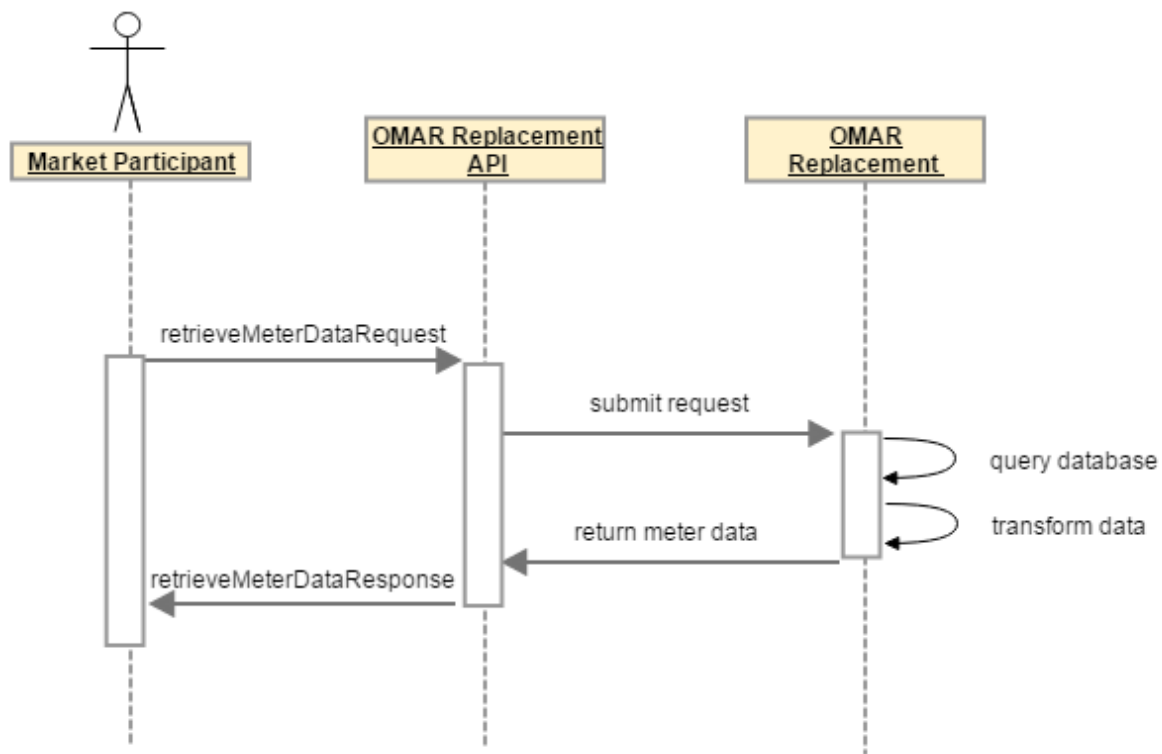 Market Participant
OMAR Replacement
API
OMAR
Replacement
retrieveMeterDataRequest
submit request
query database
transform data
return meter data
retrieveMeterDataResponse